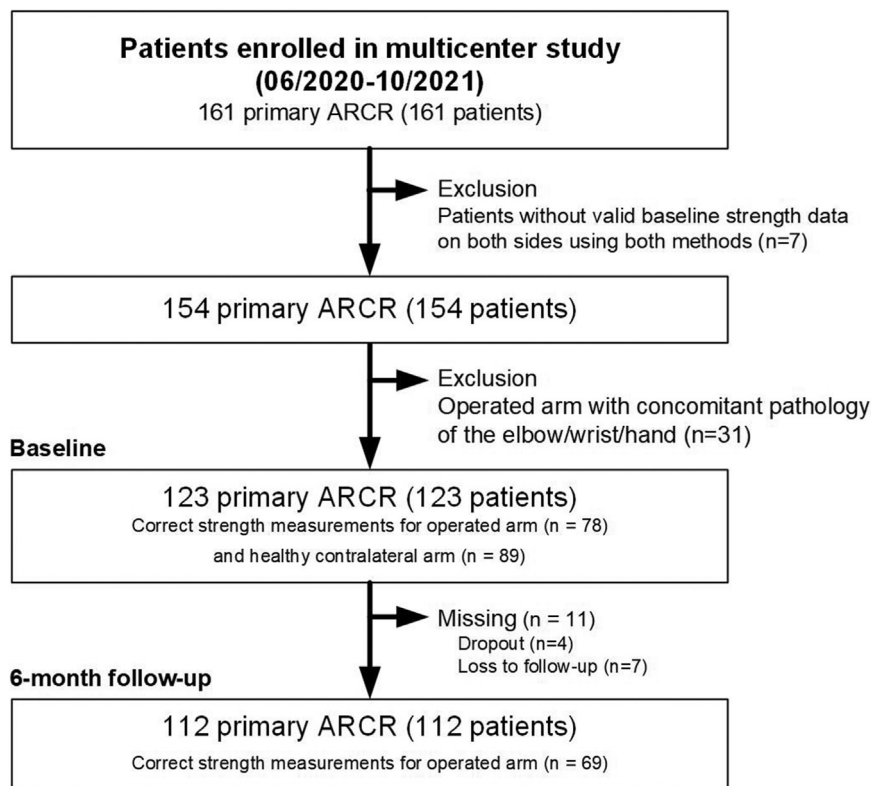 Patients enrolled in multicenter study
(06/2020-10/2021)
161 primary ARCR (161 patients)
Exclusion
Patients without valid baseline strength data
on both sides using both methods (n=7)
154 primary ARCR (154 patients)
Exclusion
Operated arm with concomitant pathology
of the elbow/wrist/hand (n=31)
Baseline
123 primary ARCR (123 patients)
Correct strength measurements for operated arm (n = 78)
and healthy contralateral arm (n = 89)
Missing (n = 11)
Dropout (n=4)
Loss to follow-up (n=7)
6-month follow-up
112 primary ARCR (112 patients)
Correct strength measurements for operated arm (n = 69)